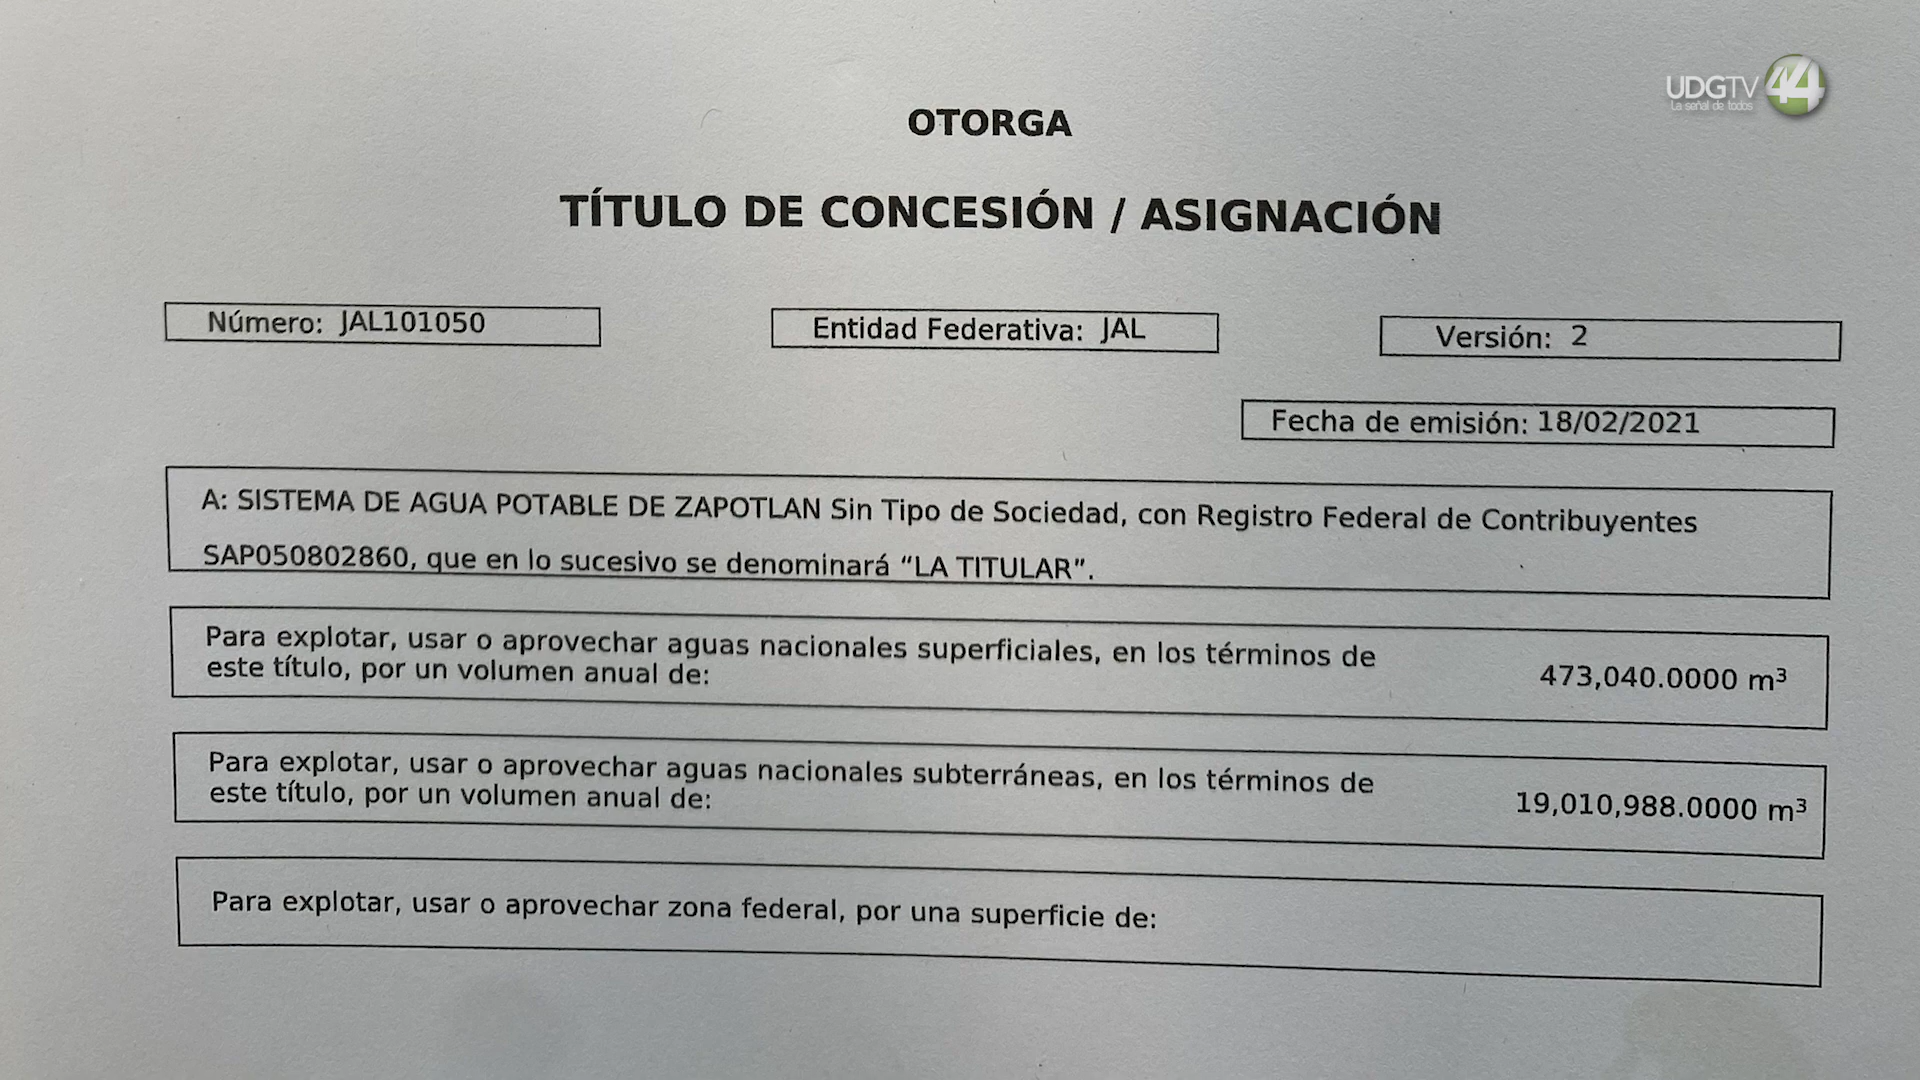 UDGTV 44
La señal de todos
OTORGA
TÍTULO DE CONCESIÓN / ASIGNACIÓN
Número: JAL101050
Entidad Federativa: JAL
Versión: 2
Fecha de emisión: 18/02/2021
A: SISTEMA DE AGUA POTABLE DE ZAPOTLAN Sin Tipo de Sociedad, con Registro Federal de Contribuyentes
SAP050802860, que en lo sucesivo se denominará “LA TITULAR”.
Para explotar, usar o aprovechar aguas nacionales superficiales, en los términos de
este título, por un volumen anual de:
473,040.0000 m³
Para explotar, usar o aprovechar aguas nacionales subterráneas, en los términos de
este título, por un volumen anual de:
19,010,988.0000 m³
Para explotar, usar o aprovechar zona federal, por una superficie de: